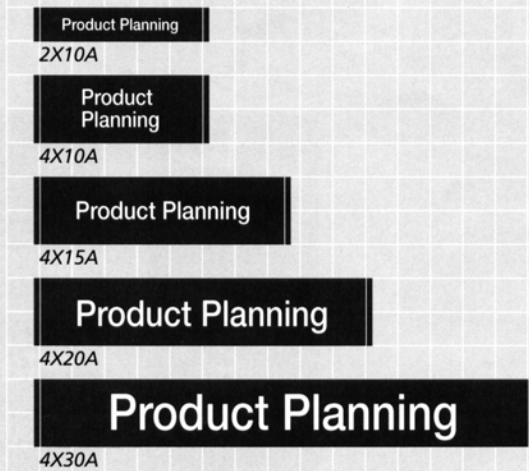 Product Planning
2X10A
Product
Planning
4X10A
Product Planning
4X15A
Product Planning
4X20A
Product Planning
4X30A